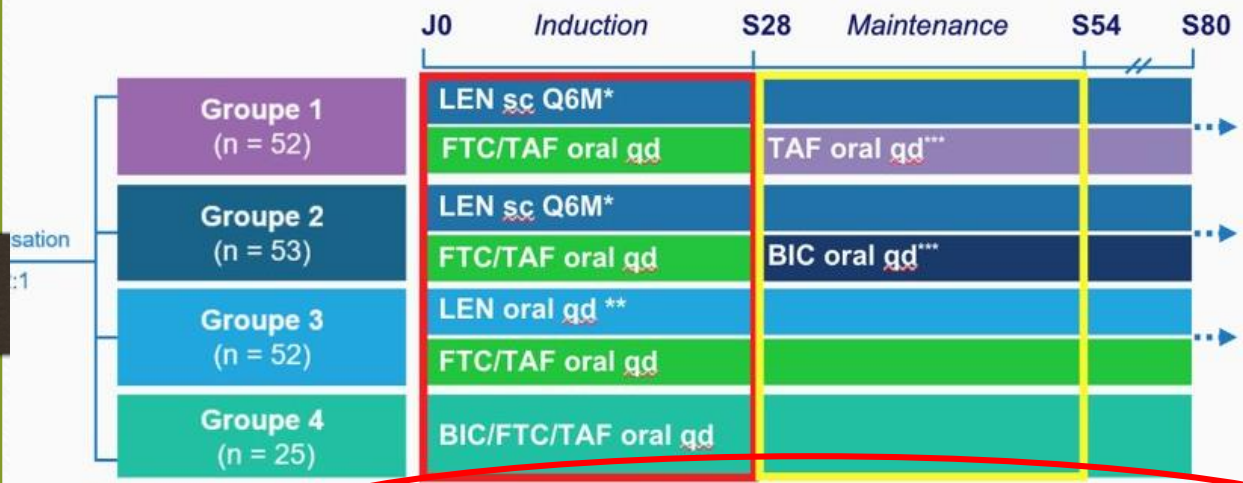 J0 Induction S28 Maintenance S54 S80
Groupe 1
(n = 52)
LEN sc Q6M*
FTC/TAF oral qd
TAF oral qd***
Groupe 2
(n = 53)
LEN sc Q6M*
FTC/TAF oral qd
BIC oral qd***
sation
:1
Groupe 3
(n = 52)
LEN oral qd **
FTC/TAF oral qd
Groupe 4
(n = 25)
BIC/FTC/TAF oral qd